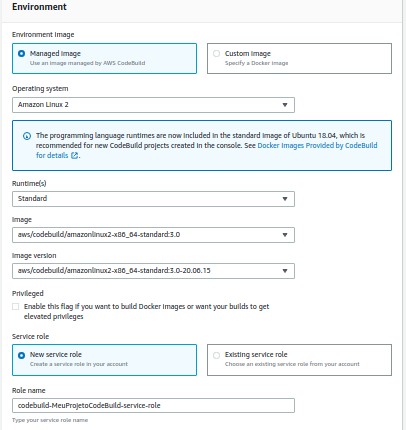 Environment
Environment image
Managed image
Use an image managed by AWS CodeBuild
Custom image
Specify a Docker image
Operating system
Amazon Linux 2
The programming language runtimes are now included in the standard image of Ubuntu 18.04, which is
recommended for new CodeBuild projects created in the console. See Docker Images Provided by CodeBuild
for details.
Runtime(s)
Standard
Image
aws/codebuild/amazonlinux2-x86_64-standard:3.0
Image version
aws/codebuild/amazonlinux2-x86_64-standard:3.0-20.06.15
Privileged
Enable this flag if you want to build Docker images or want your builds to get
elevated privileges
Service role
New service role
Create a service role in your account
Existing service role
Choose an existing service role from your account
Role name
codebuild-MeuProjetoCodeBuild-service-role
Type your service role name